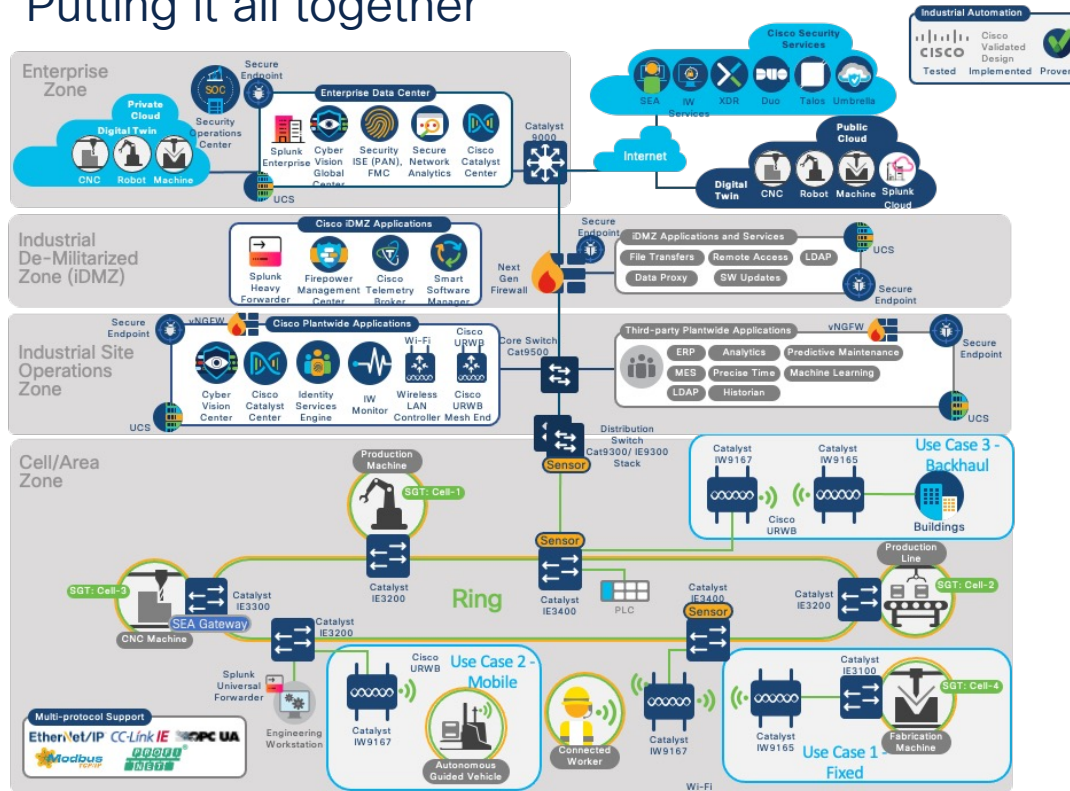 Putting it all together
Industrial Automation
CISCO
Cisco
Validated
Design
Tested
Implemented
Proven
Enterprise
Zone
Private
Cloud
Digital Twin
CNC
Robot
Machine
SOC
Security
Operations
Center
Secure
Endpoint
Enterprise Data Center
Splunk
Enterprise
Cyber
Vision
Global
Center
Security
ISE (PAN),
FMC
Secure
Network
Analytics
Cisco
Catalyst
Center
UCS
Catalyst
9000
Cisco Security
Services
SEA
IW
Services
XDR
DUO
Duo
Talos
Umbrella
Internet
Public
Cloud
Digital
Twin
CNC
Robot
Machine
Splunk
Cloud
Industrial
De-Militarized
Zone (iDMZ)
Cisco iDMZ Applications
Splunk
Heavy
Forwarder
Firepower
Management
Center
Cisco
Telemetry
Broker
Smart
Software
Manager
Next
Gen
Firewall
Secure
Endpoint
iDMZ Applications and Services
File Transfers
Remote Access
LDAP
Data Proxy
SW Updates
UCS
Secure
Endpoint
Industrial Site
Operations
Zone
Secure
Endpoint
vNGFW
Cisco Plantwide Applications
Cyber
Vision
Center
Cisco
Catalyst
Center
Identity
Services
Engine
IW
Monitor
Wi-Fi
Wireless
LAN
Controller
Cisco
URWB
Cisco
URWB
Mesh End
UCS
Core Switch
Cat9500
Third-party Plantwide Applications
vNGFW
ERP
Analytics
Predictive Maintenance
MES
Precise Time
Machine Learning
LDAP
Historian
Secure
Endpoint
UCS
Distribution
Switch
Cat9300/ IE9300
Stack
Sensor
Cell/Area
Zone
Production
Machine
SGT: Cell-1
Catalyst
IW9167
Catalyst
IW9165
Use Case 3 -
Backhaul
Cisco
URWB
Buildings
Sensor
Catalyst
IE3200
Catalyst
IE3400
PLC
Ring
SGT: Cell-3
CNC Machine
Catalyst
IE3300
SEA Gateway
Catalyst
IE3200
Catalyst
IE3400
Sensor
Catalyst
IE3200
Production
Line
SGT: Cell-2
Splunk
Universal
Forwarder
Engineering
Workstation
Cisco
URWB
Use Case 2 -
Mobile
Catalyst
IW9167
Autonomous
Guided Vehicle
Connected
Worker
Catalyst
IW9167
Wi-Fi
Catalyst
IW9165
Catalyst
IE3100
SGT: Cell-4
Fabrication
Machine
Use Case 1 -
Fixed
Multi-protocol Support
EtherNet/IP
CC-Link IE
OPC UA
Modbus
TCP/IP
PROFI
NET